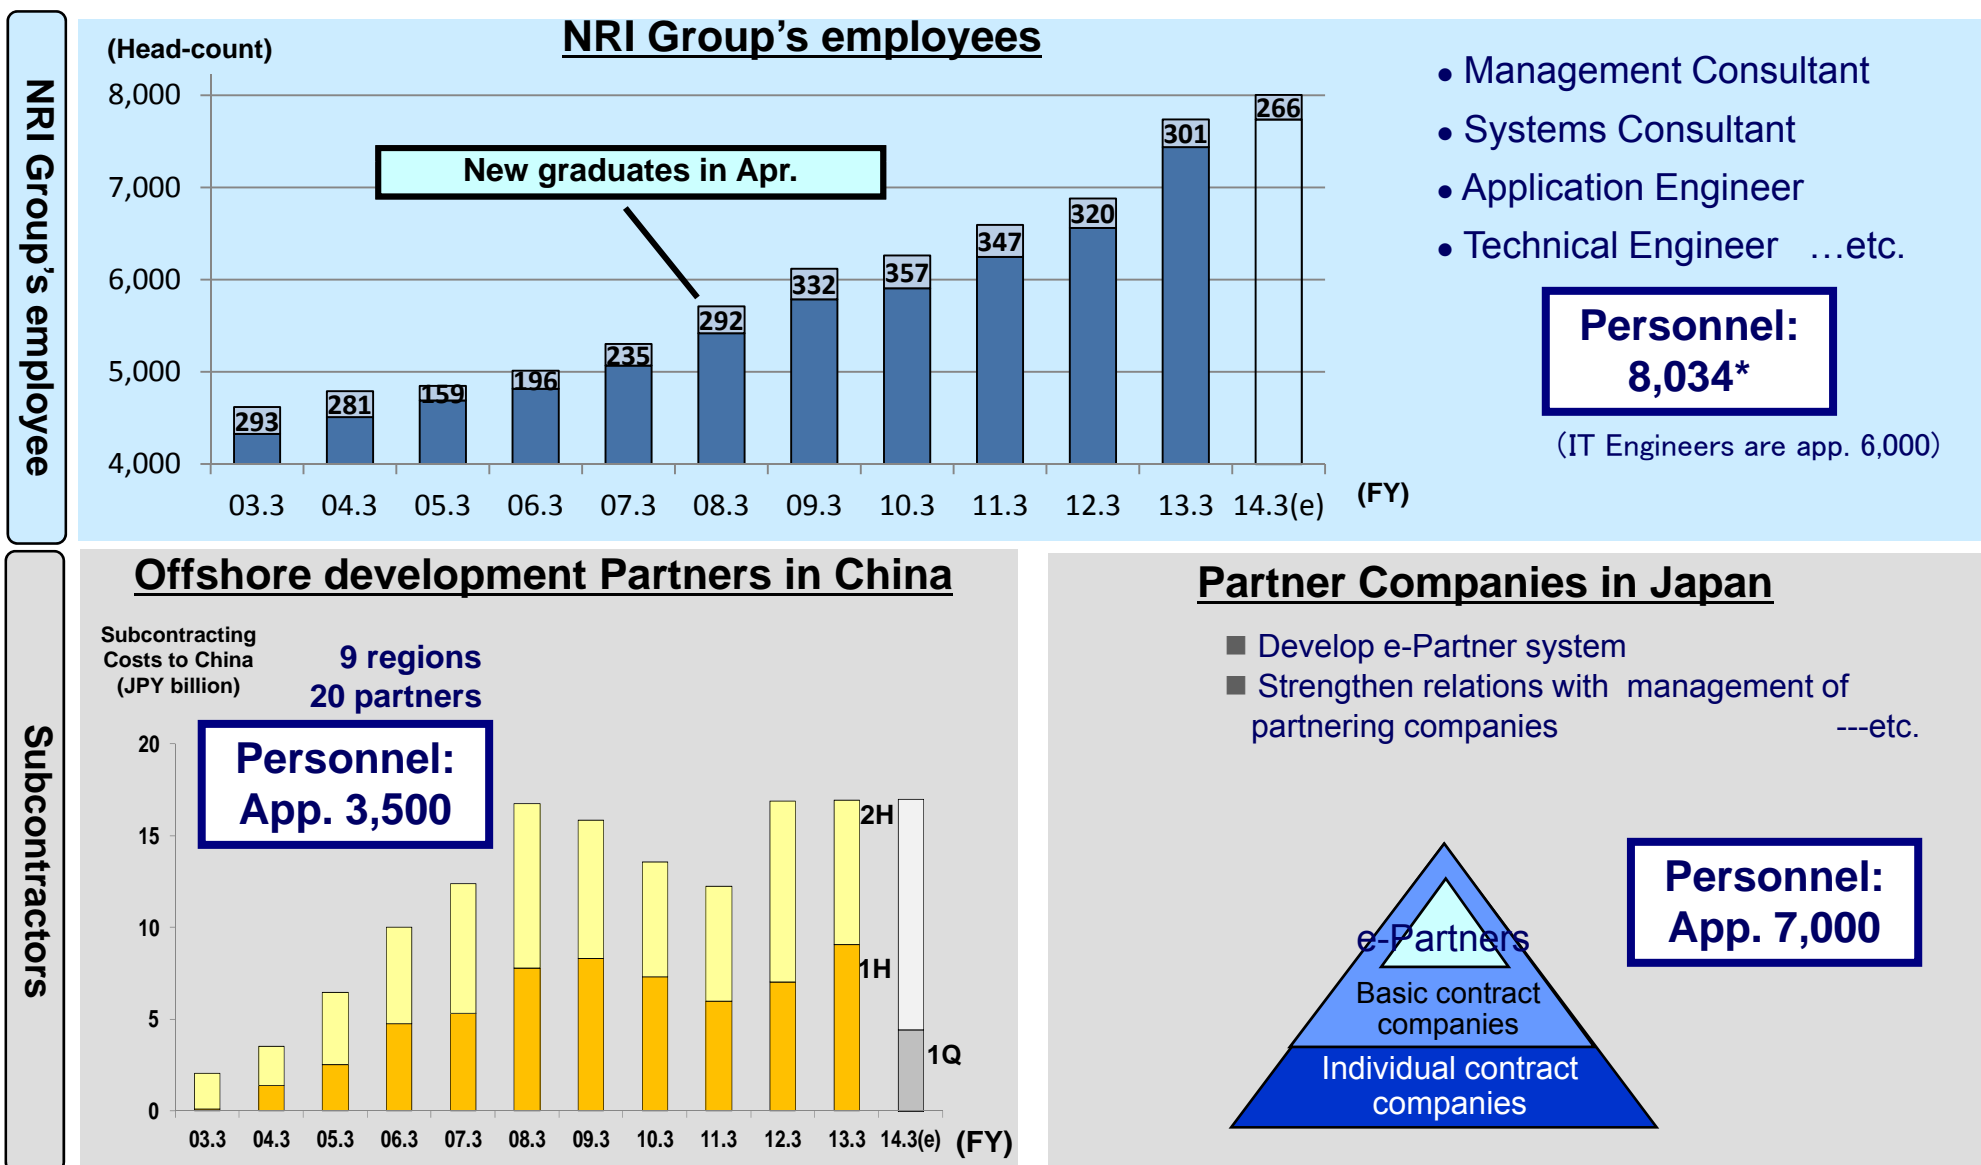 NRI Group's employee
NRI Group's employees
(Head-count)
8,000
7,000
6,000
5,000
4,000
New graduates in Apr.
293
281
159
196
235
292
332
357
347
320
301
266
03.3 04.3 05.3 06.3 07.3 08.3 09.3 10.3 11.3 12.3 13.3 14.3(e)
(FY)
● Management Consultant
● Systems Consultant
● Application Engineer
● Technical Engineer …etc.
Personnel:
8,034*
(IT Engineers are app. 6,000)
Subcontractors
Offshore development Partners in China
Subcontracting
Costs to China
(JPY billion)
9 regions
20 partners
Personnel:
App. 3,500
20
15
10
5
0
2H
1H
1Q
03.3 04.3 05.3 06.3 07.3 08.3 09.3 10.3 11.3 12.3 13.3 14.3(e)
(FY)
Partner Companies in Japan
■ Develop e-Partner system
■ Strengthen relations with management of
partnering companies ---etc.
Personnel:
App. 7,000
e-Partners
Basic contract
companies
Individual contract
companies